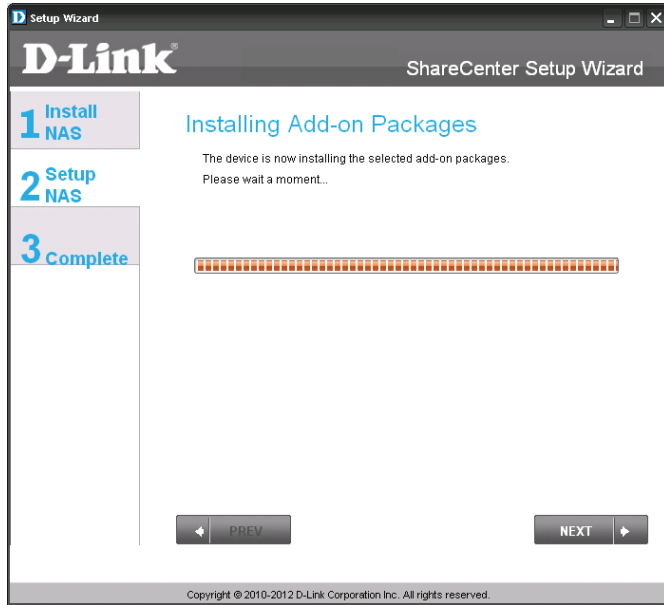 Setup Wizard
D-Link®
ShareCenter Setup Wizard
1 Install
NAS
2 Setup
NAS
3 Complete
Installing Add-on Packages
The device is now installing the selected add-on packages.
Please wait a moment...
PREV
NEXT
Copyright © 2010-2012 D-Link Corporation Inc. All rights reserved.